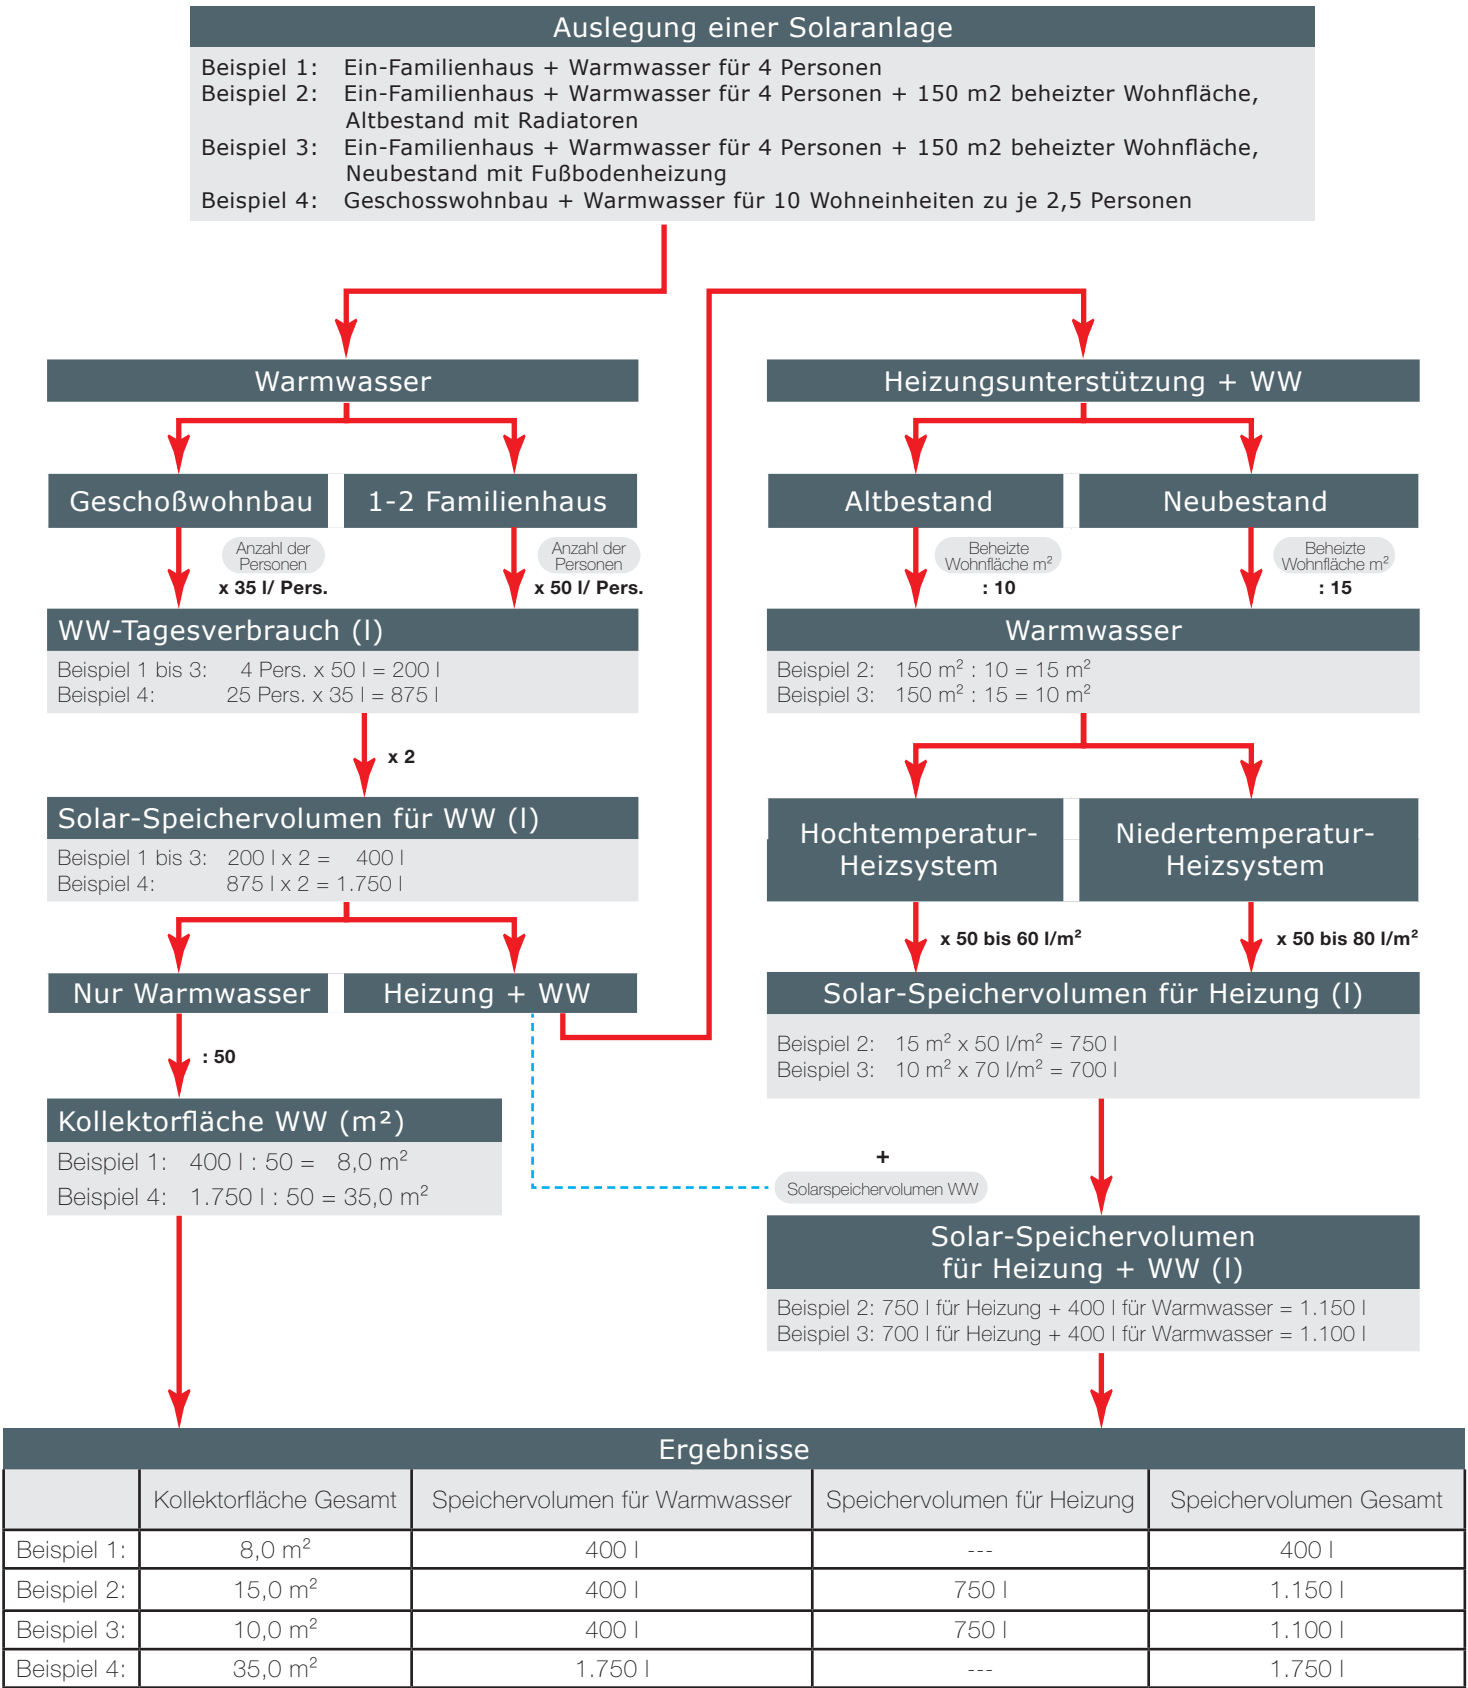 Auslegung einer Solaranlage
Beispiel 1: Ein-Familienhaus + Warmwasser für 4 Personen
Beispiel 2: Ein-Familienhaus + Warmwasser für 4 Personen + 150 m2 beheizter Wohnfläche,
Altbestand mit Radiatoren
Beispiel 3: Ein-Familienhaus + Warmwasser für 4 Personen + 150 m2 beheizter Wohnfläche,
Neubestand mit Fußbodenheizung
Beispiel 4: Geschosswohnbau + Warmwasser für 10 Wohneinheiten zu je 2,5 Personen
Warmwasser
Geschoßwohnbau
1-2 Familienhaus
Anzahl der
Personen
x 35 l/ Pers.
Anzahl der
Personen
x 50 l/ Pers.
WW-Tagesverbrauch (l)
Beispiel 1 bis 3: 4 Pers. x 50 l = 200 l
Beispiel 4: 25 Pers. x 35 l = 875 l
x 2
Solar-Speichervolumen für WW (l)
Beispiel 1 bis 3: 200 l x 2 = 400 l
Beispiel 4: 875 l x 2 = 1.750 l
Nur Warmwasser
Heizung + WW
: 50
Kollektorfläche WW (m²)
Beispiel 1: 400 l : 50 = 8,0 m²
Beispiel 4: 1.750 l : 50 = 35,0 m²
Heizungsunterstützung + WW
Altbestand
Neubestand
Beheizte
Wohnfläche m²
: 10
Beheizte
Wohnfläche m²
: 15
Warmwasser
Beispiel 2: 150 m² : 10 = 15 m²
Beispiel 3: 150 m² : 15 = 10 m²
Hochtemperatur-
Heizsystem
Niedertemperatur-
Heizsystem
x 50 bis 60 l/m²
x 50 bis 80 l/m²
Solar-Speichervolumen für Heizung (l)
Beispiel 2: 15 m² x 50 l/m² = 750 l
Beispiel 3: 10 m² x 70 l/m² = 700 l
+
Solarspeichervolumen WW
Solar-Speichervolumen
für Heizung + WW (l)
Beispiel 2: 750 l für Heizung + 400 l für Warmwasser = 1.150 l
Beispiel 3: 700 l für Heizung + 400 l für Warmwasser = 1.100 l
Ergebnisse
Kollektorfläche Gesamt Speichervolumen für Warmwasser Speichervolumen für Heizung Speichervolumen Gesamt
Beispiel 1: 8,0 m² 400 l --- 400 l
Beispiel 2: 15,0 m² 400 l 750 l 1.150 l
Beispiel 3: 10,0 m² 400 l 750 l 1.100 l
Beispiel 4: 35,0 m² 1.750 l --- 1.750 l